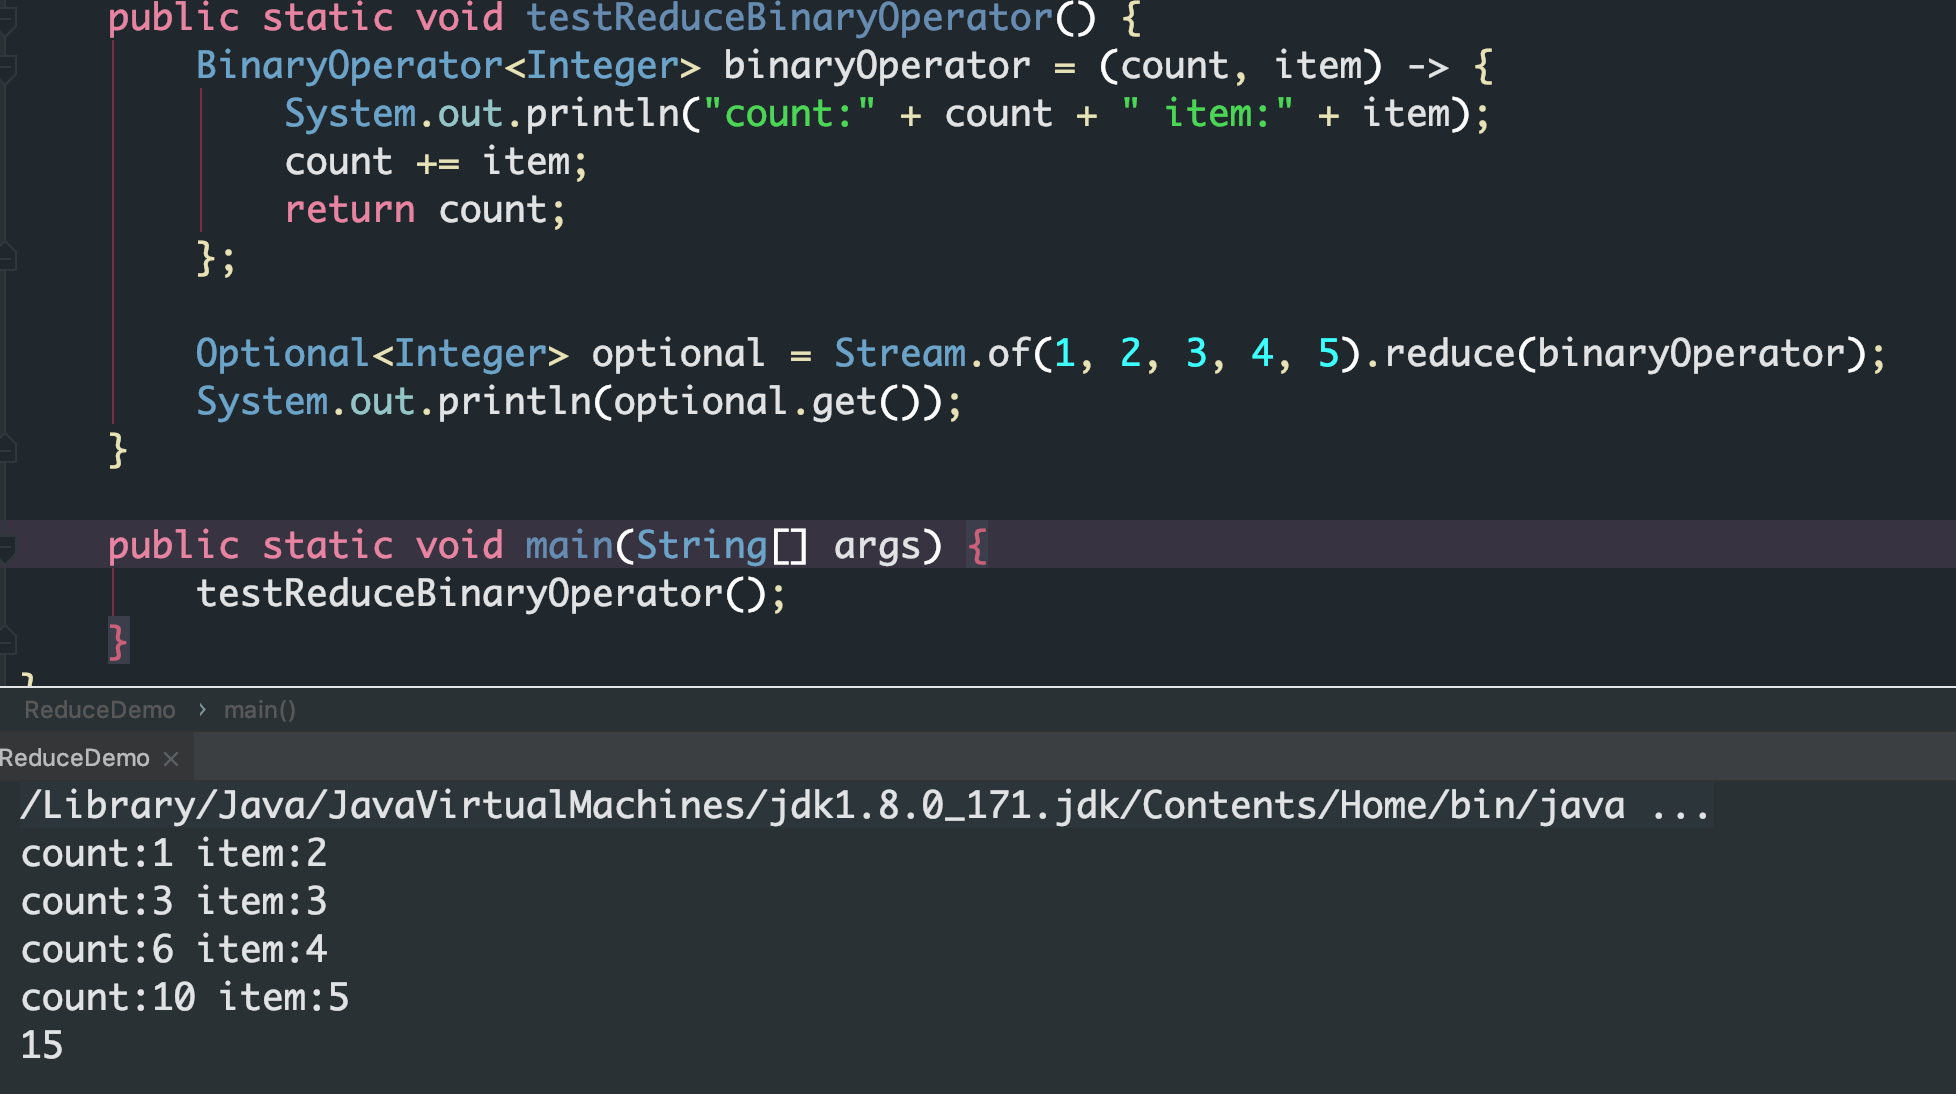 public static void testReduceBinaryOperator() {
BinaryOperator<Integer> binaryOperator = (count, item) -> {
System.out.println("count:" + count + " item:" + item);
count += item;
return count;
};
Optional<Integer> optional = Stream.of(1, 2, 3, 4, 5).reduce(binaryOperator);
System.out.println(optional.get());
}
public static void main(String[] args) {
testReduceBinaryOperator();
}
}
ReduceDemo › main()
ReduceDemo ×
/Library/Java/JavaVirtualMachines/jdk1.8.0_171.jdk/Contents/Home/bin/java ...
count:1 item:2
count:3 item:3
count:6 item:4
count:10 item:5
15